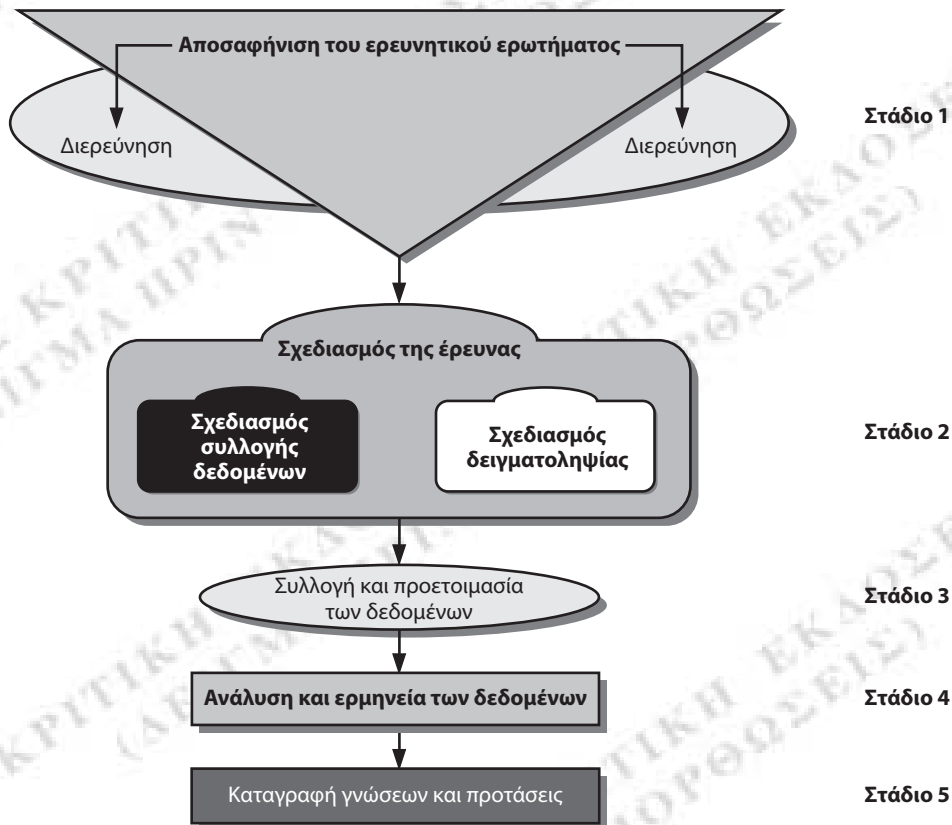 Αποσαφήνιση του ερευνητικού ερωτήματος
Στάδιο 1
Διερεύνηση
Διερεύνηση
Σχεδιασμός της έρευνας
Σχεδιασμός
συλλογής
δεδομένων
Σχεδιασμός
δειγματοληψίας
Στάδιο 2
Συλλογή και προετοιμασία
των δεδομένων
Στάδιο 3
Ανάλυση και ερμηνεία των δεδομένων
Στάδιο 4
Καταγραφή γνώσεων και προτάσεις
Στάδιο 5